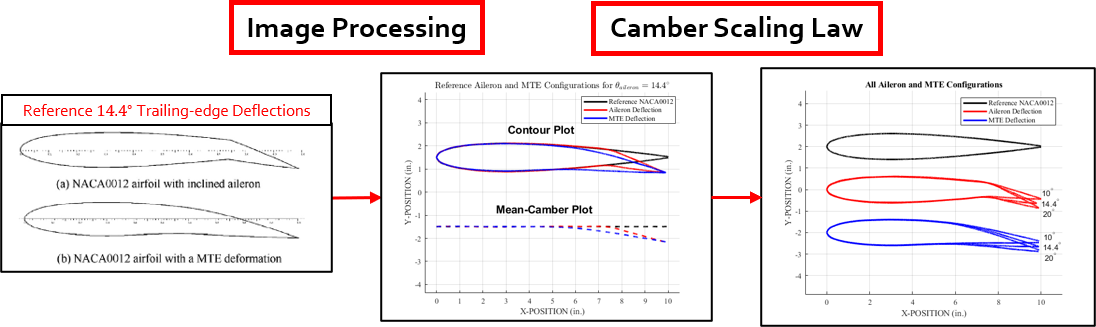 Image Processing
Camber Scaling Law
Reference 14.4° Trailing-edge Deflections
(a) NACA0012 airfoil with inclined aileron
(b) NACA0012 airfoil with a MTE deformation
Reference Aileron and MTE Configurations for θaileron = 14.4°
Reference NACA0012
Aileron Deflection
MTE Deflection
Contour Plot
Mean-Camber Plot
Y-POSITION (in.)
4
3
2
1
0
-1
-2
-3
-4
0 1 2 3 4 5 6 7 8 9 10
X-POSITION (in.)
All Aileron and MTE Configurations
Reference NACA0012
Aileron Deflection
MTE Deflection
10°
14.4°
20°
10°
14.4°
20°
Y-POSITION (in.)
4
3
2
1
0
-1
-2
-3
-4
0 2 4 6 8 10
X-POSITION (in.)